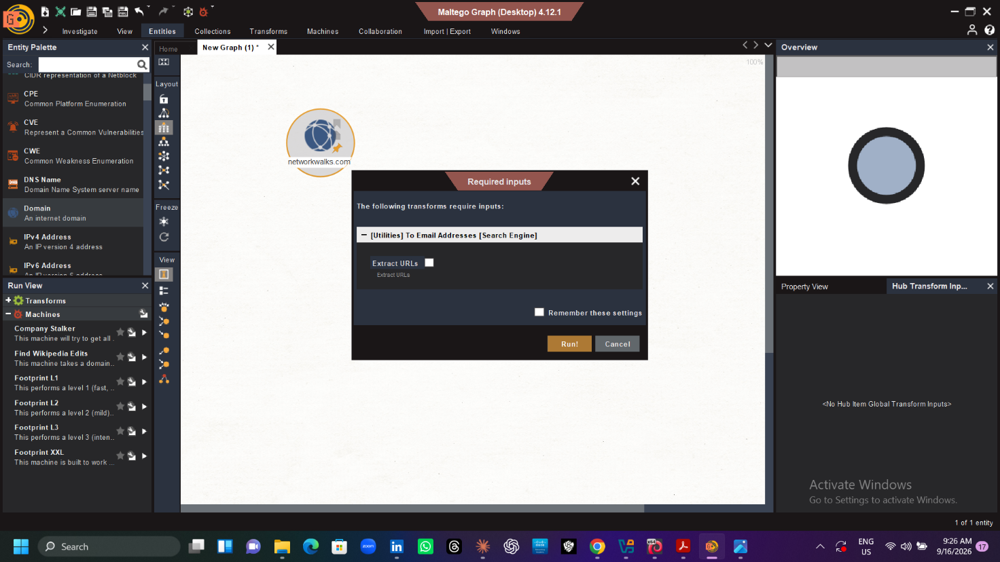 Maltego Graph (Desktop) 4.12.1
Investigate
View
Entities
Collections
Transforms
Machines
Collaboration
Import | Export
Windows
Entity Palette
Search:
CIDR representation of a Netblock
CPE
Common Platform Enumeration
CVE
Represent a Common Vulnerabilities
CWE
Common Weakness Enumeration
DNS Name
Domain Name System server name
Domain
An internet domain
IPv4 Address
An IP version 4 address
IPv6 Address
An IP version 6 address
Run View
Transforms
Machines
Company Stalker
This machine will try to get all .
Find Wikipedia Edits
This machine takes a domain..
Footprint L1
This performs a level 1 (fast, ..
Footprint L2
This performs a level 2 (mild)..
Footprint L3
This performs a level 3 (inten..
Footprint XXL
This machine is built to work ...
Home
New Graph (1) *
Layout
Freeze
View
100%
networkwalks.com
Required inputs
The following transforms require inputs:
[Utilities] To Email Addresses [Search Engine]
Extract URLs
Extract URLs
Remember these settings
Run!
Cancel
Overview
Property View
Hub Transform Inp...
<No Hub Item Global Transform Inputs>
Activate Windows
Go to Settings to activate Windows.
1 of 1 entity
Search
zoom
ENG
US
9:26 AM
9/16/2026
17